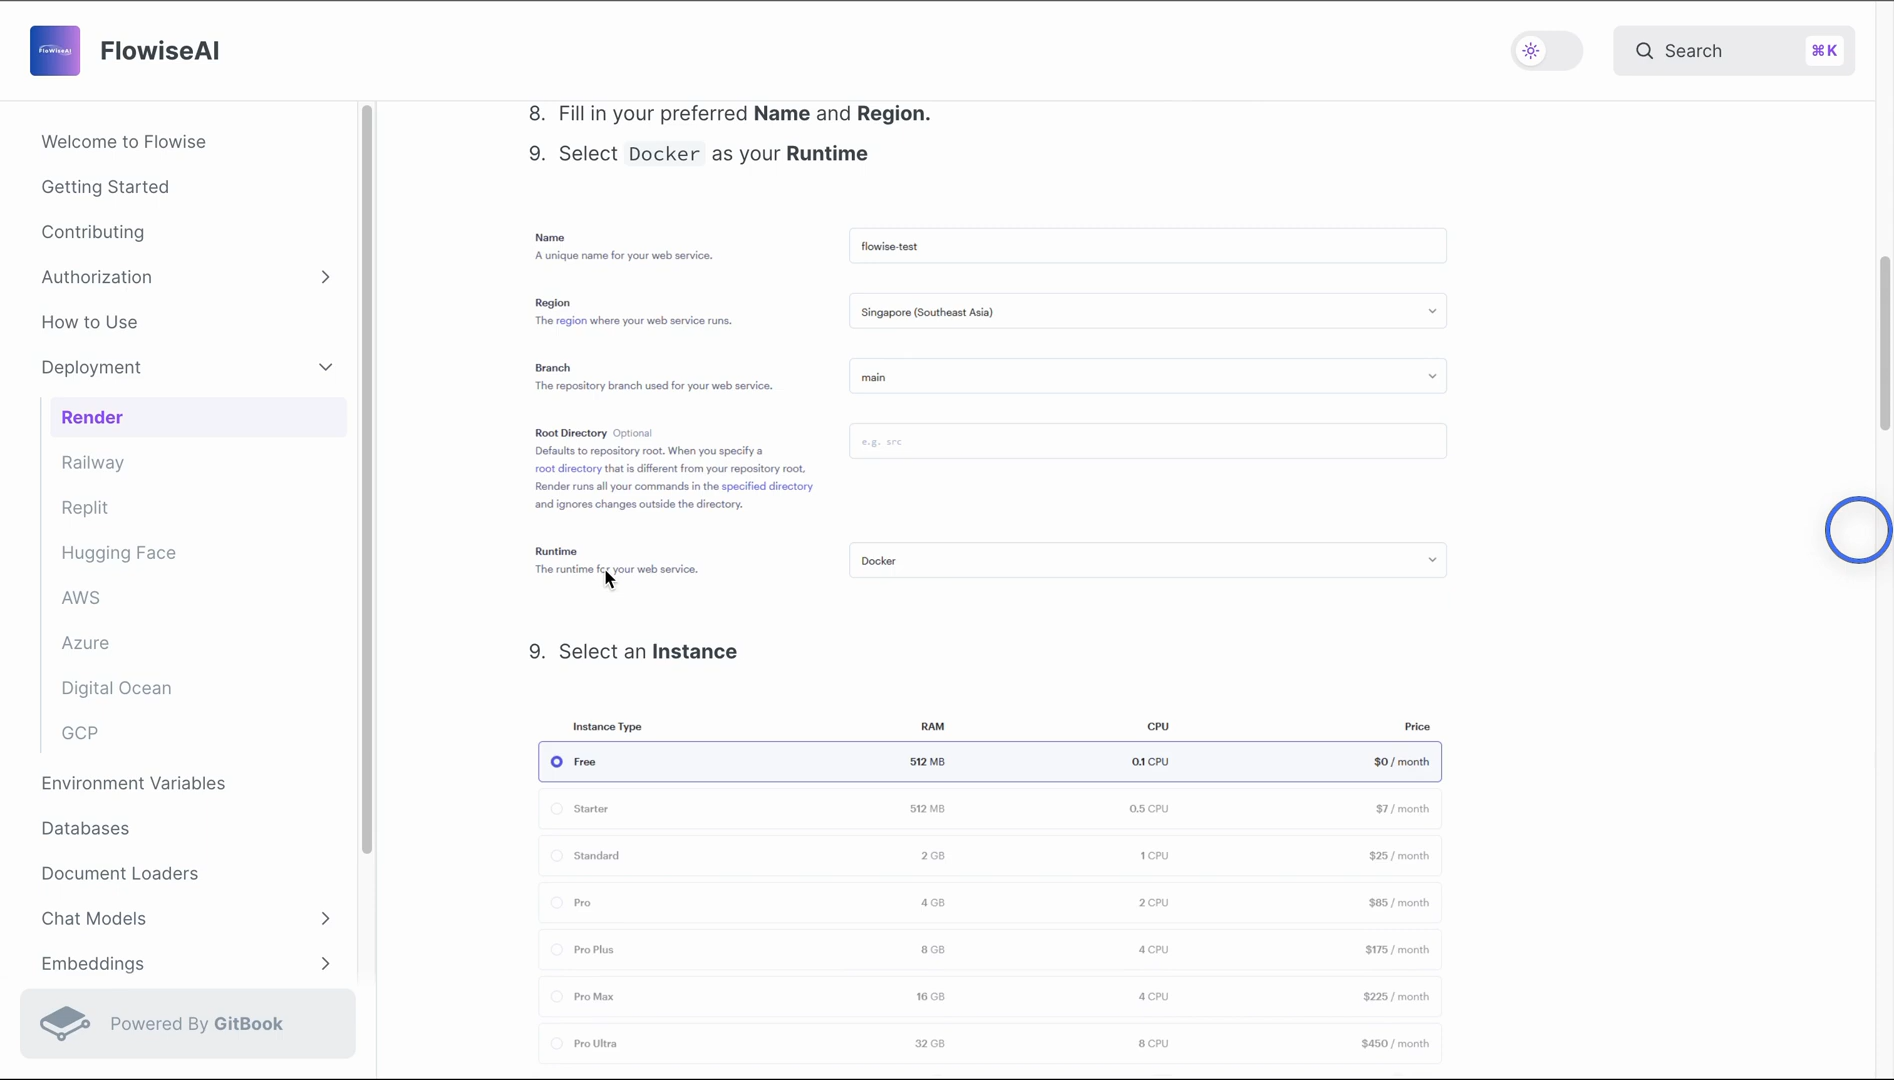 FlowiseAI
FlowiseAI
Search
⌘K
Welcome to Flowise
Getting Started
Contributing
Authorization
How to Use
Deployment
Render
Railway
Replit
Hugging Face
AWS
Azure
Digital Ocean
GCP
Environment Variables
Databases
Document Loaders
Chat Models
Embeddings
Powered By GitBook
8. Fill in your preferred Name and Region.
9. Select Docker as your Runtime
Name
A unique name for your web service.
flowise-test
Region
The region where your web service runs.
Singapore (Southeast Asia)
Branch
The repository branch used for your web service.
main
Root Directory Optional
Defaults to repository root. When you specify a
root directory that is different from your repository root,
Render runs all your commands in the specified directory
and ignores changes outside the directory.
e.g. src
Runtime
The runtime for your web service.
Docker
9. Select an Instance
Instance Type RAM CPU Price
Free 512 MB 0.1 CPU $0 / month
Starter 512 MB 0.5 CPU $7 / month
Standard 2 GB 1 CPU $25 / month
Pro 4 GB 2 CPU $85 / month
Pro Plus 8 GB 4 CPU $175 / month
Pro Max 16 GB 4 CPU $225 / month
Pro Ultra 32 GB 8 CPU $450 / month